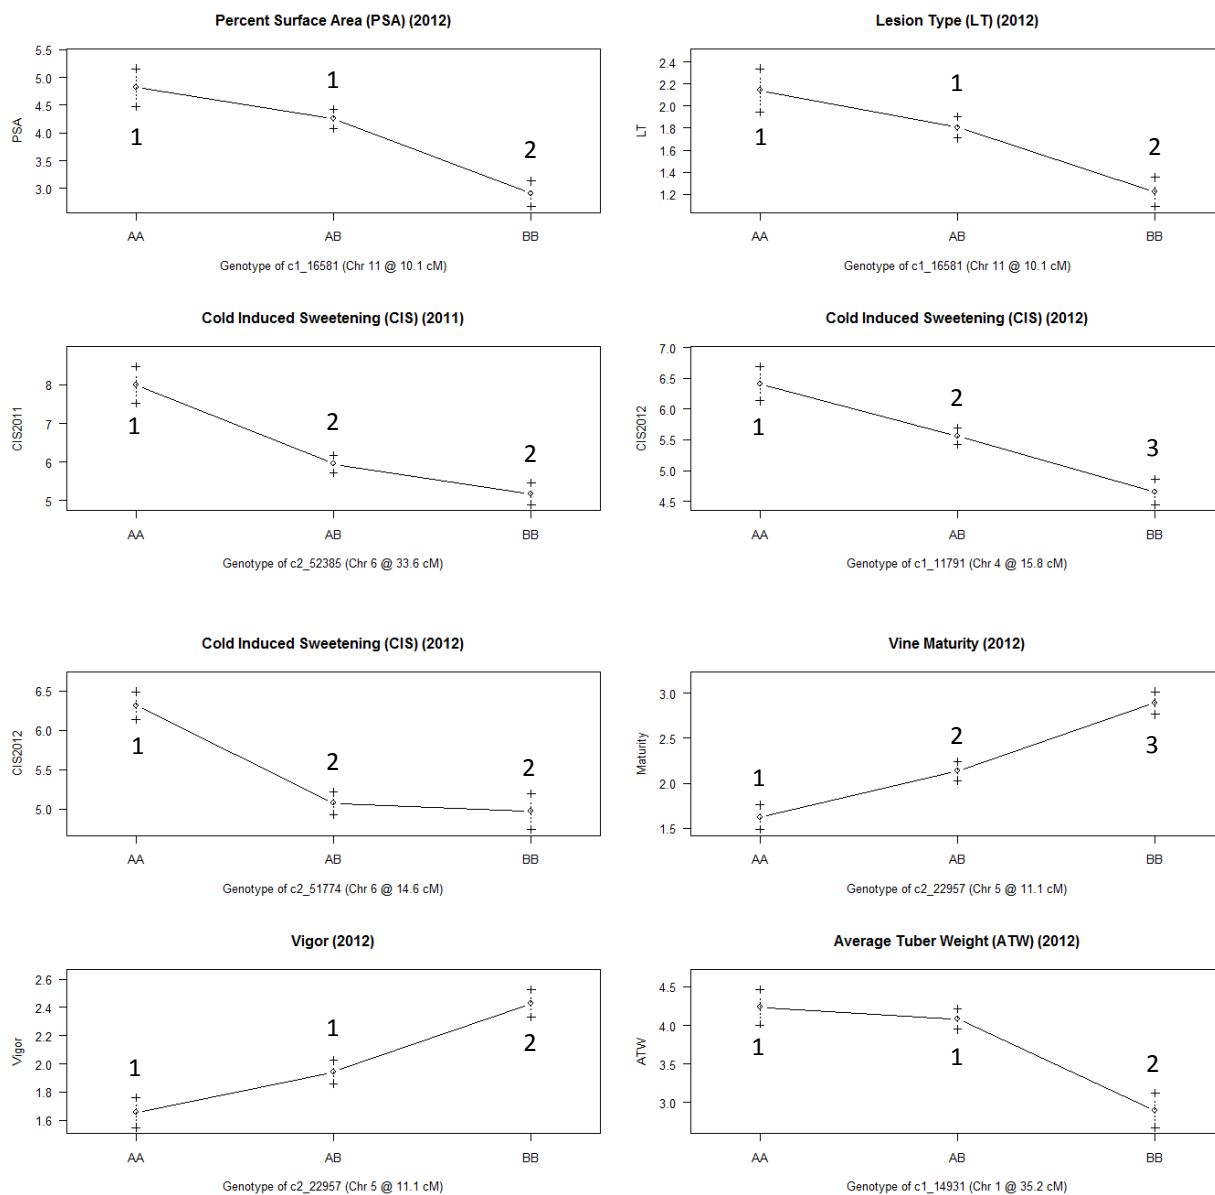 Percent Surface Area (PSA) (2012)
5.5
5.0
4.5
4.0
3.5
3.0
PSA
1
1
2
AA AB BB
Genotype of c1_16581 (Chr 11 @ 10.1 cM)
Lesion Type (LT) (2012)
2.4
2.2
2.0
1.8
1.6
1.4
1.2
LT
1
1
2
AA AB BB
Genotype of c1_16581 (Chr 11 @ 10.1 cM)
Cold Induced Sweetening (CIS) (2011)
8
7
6
5
CIS2011
1
2
2
AA AB BB
Genotype of c2_52385 (Chr 6 @ 33.6 cM)
Cold Induced Sweetening (CIS) (2012)
7.0
6.5
6.0
5.5
5.0
4.5
CIS2012
1
2
3
AA AB BB
Genotype of c1_11791 (Chr 4 @ 15.8 cM)
Cold Induced Sweetening (CIS) (2012)
6.5
6.0
5.5
5.0
CIS2012
1
2
2
AA AB BB
Genotype of c2_51774 (Chr 6 @ 14.6 cM)
Vine Maturity (2012)
3.0
2.5
2.0
1.5
Maturity
1
2
3
AA AB BB
Genotype of c2_22957 (Chr 5 @ 11.1 cM)
Vigor (2012)
2.6
2.4
2.2
2.0
1.8
1.6
Vigor
1
1
2
AA AB BB
Genotype of c2_22957 (Chr 5 @ 11.1 cM)
Average Tuber Weight (ATW) (2012)
4.5
4.0
3.5
3.0
ATW
1
1
2
AA AB BB
Genotype of c1_14931 (Chr 1 @ 35.2 cM)